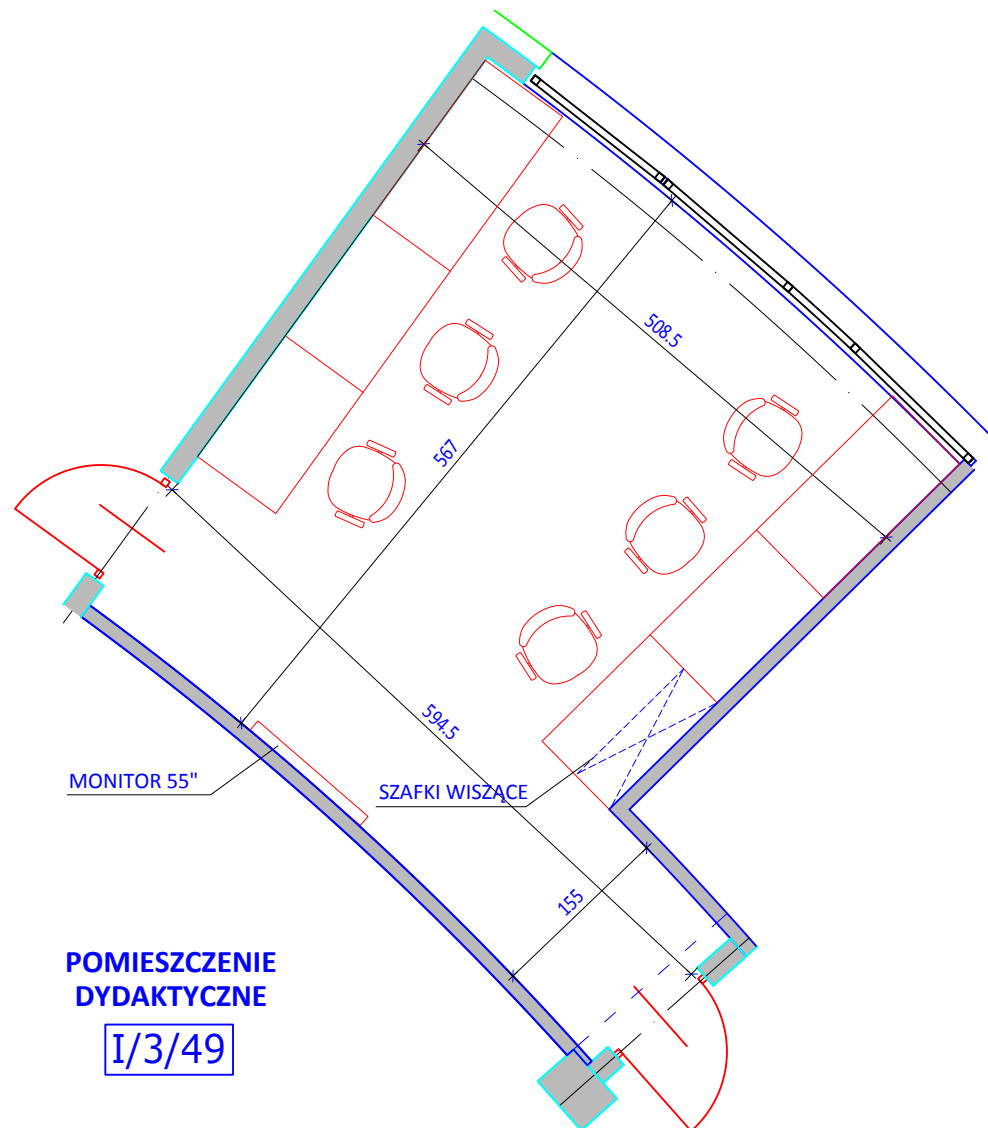 508.5
567
594.5
MONITOR 55"
SZAFKI WISZĄCE
155
POMIESZCZENIE
DYDAKTYCZNE
I/3/49